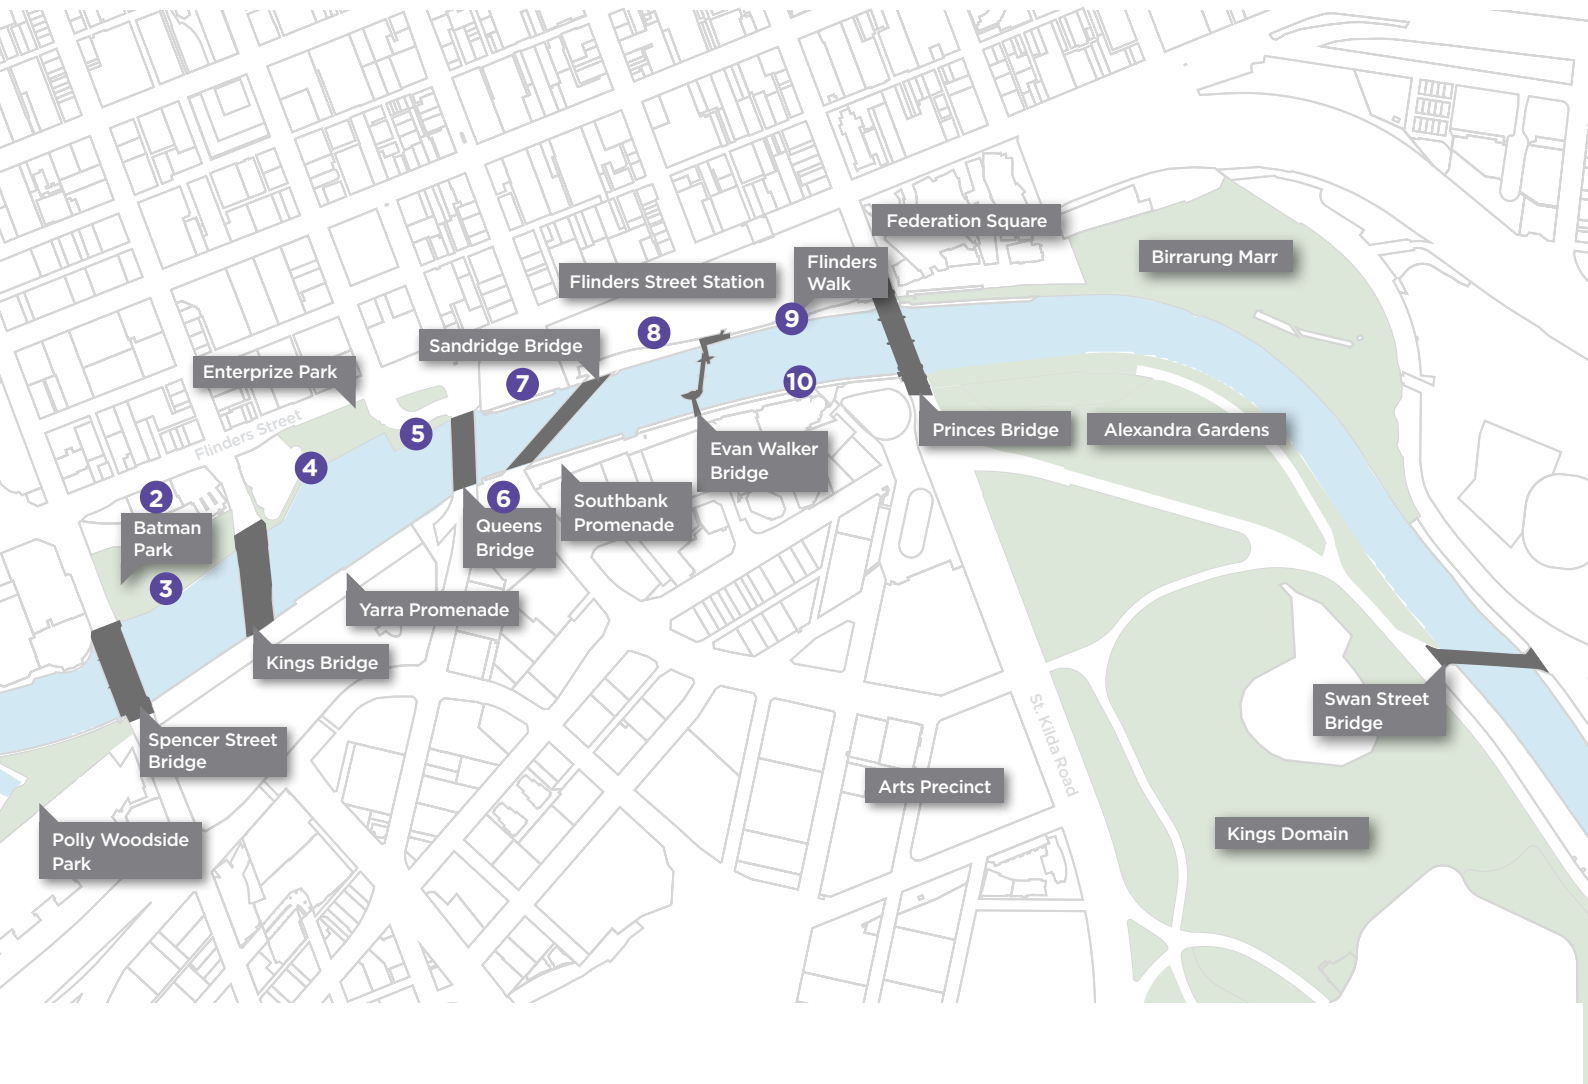 Federation Square
Birrarung Marr
Flinders
Walk
Flinders Street Station
9
8
Sandridge Bridge
Enterprize Park
7
10
Flinders Street
5
Princes Bridge
Alexandra Gardens
Evan Walker
Bridge
4
2
6
Southbank
Promenade
Batman
Park
Queens
Bridge
3
Yarra Promenade
Kings Bridge
Swan Street
Bridge
St. Kilda Road
Spencer Street
Bridge
Arts Precinct
Kings Domain
Polly Woodside
Park